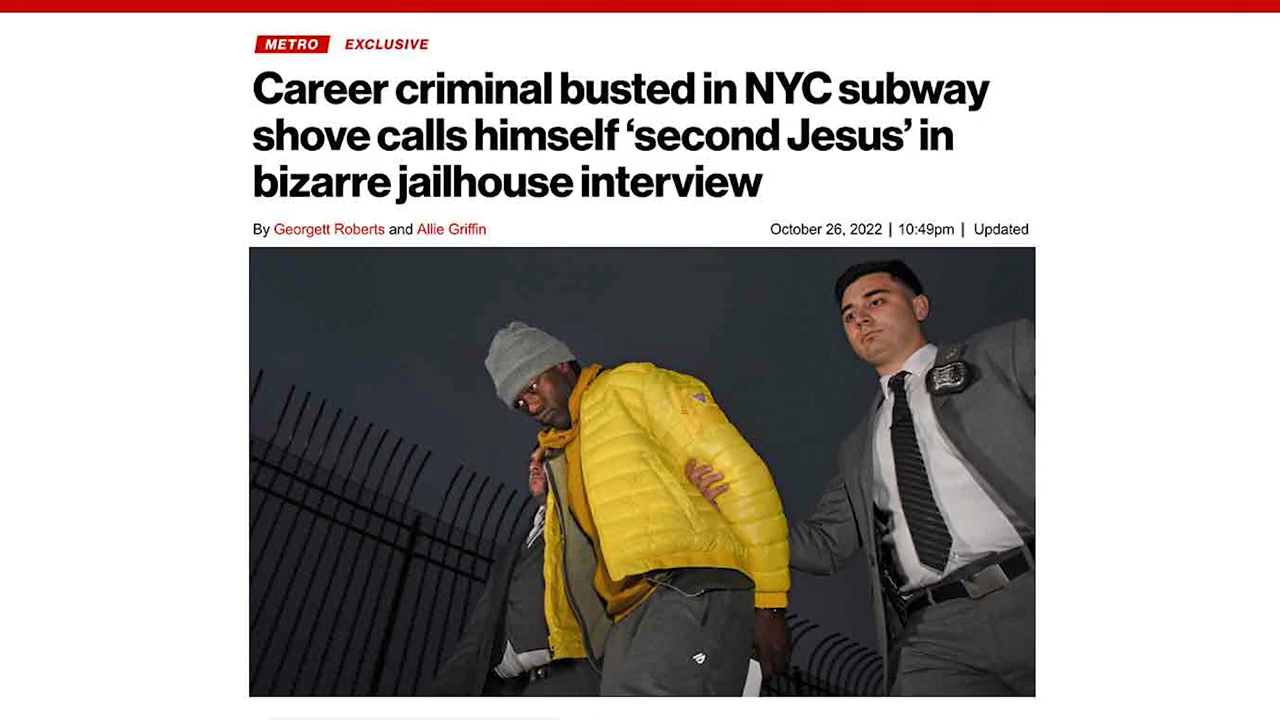 METRO EXCLUSIVE
Career criminal busted in NYC subway
shove calls himself ‘second Jesus’ in
bizarre jailhouse interview
By Georgett Roberts and Allie Griffin October 26, 2022 | 10:49pm | Updated